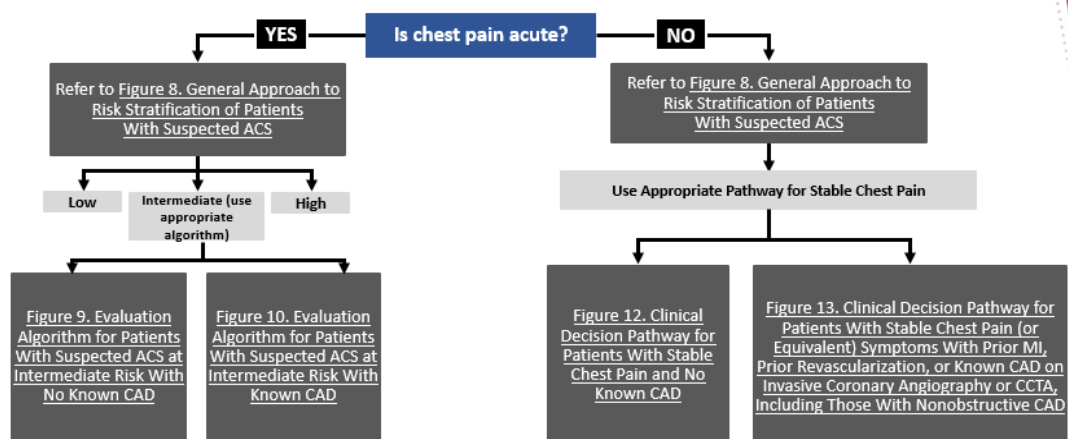 YES
Is chest pain acute?
NO
Refer to Figure 8. General Approach to
Risk Stratification of Patients
With Suspected ACS
Refer to Figure 8. General Approach to
Risk Stratification of Patients
With Suspected ACS
Low
Intermediate (use
appropriate
algorithm)
High
Use Appropriate Pathway for Stable Chest Pain
Figure 9. Evaluation
Algorithm for Patients
With Suspected ACS at
Intermediate Risk With
No Known CAD
Figure 10. Evaluation
Algorithm for Patients
With Suspected ACS at
Intermediate Risk With
Known CAD
Figure 12. Clinical
Decision Pathway for
Patients With Stable
Chest Pain and No
Known CAD
Figure 13. Clinical Decision Pathway for
Patients With Stable Chest Pain (or
Equivalent) Symptoms With Prior MI,
Prior Revascularization, or Known CAD on
Invasive Coronary Angiography or CCTA,
Including Those With Nonobstructive CAD